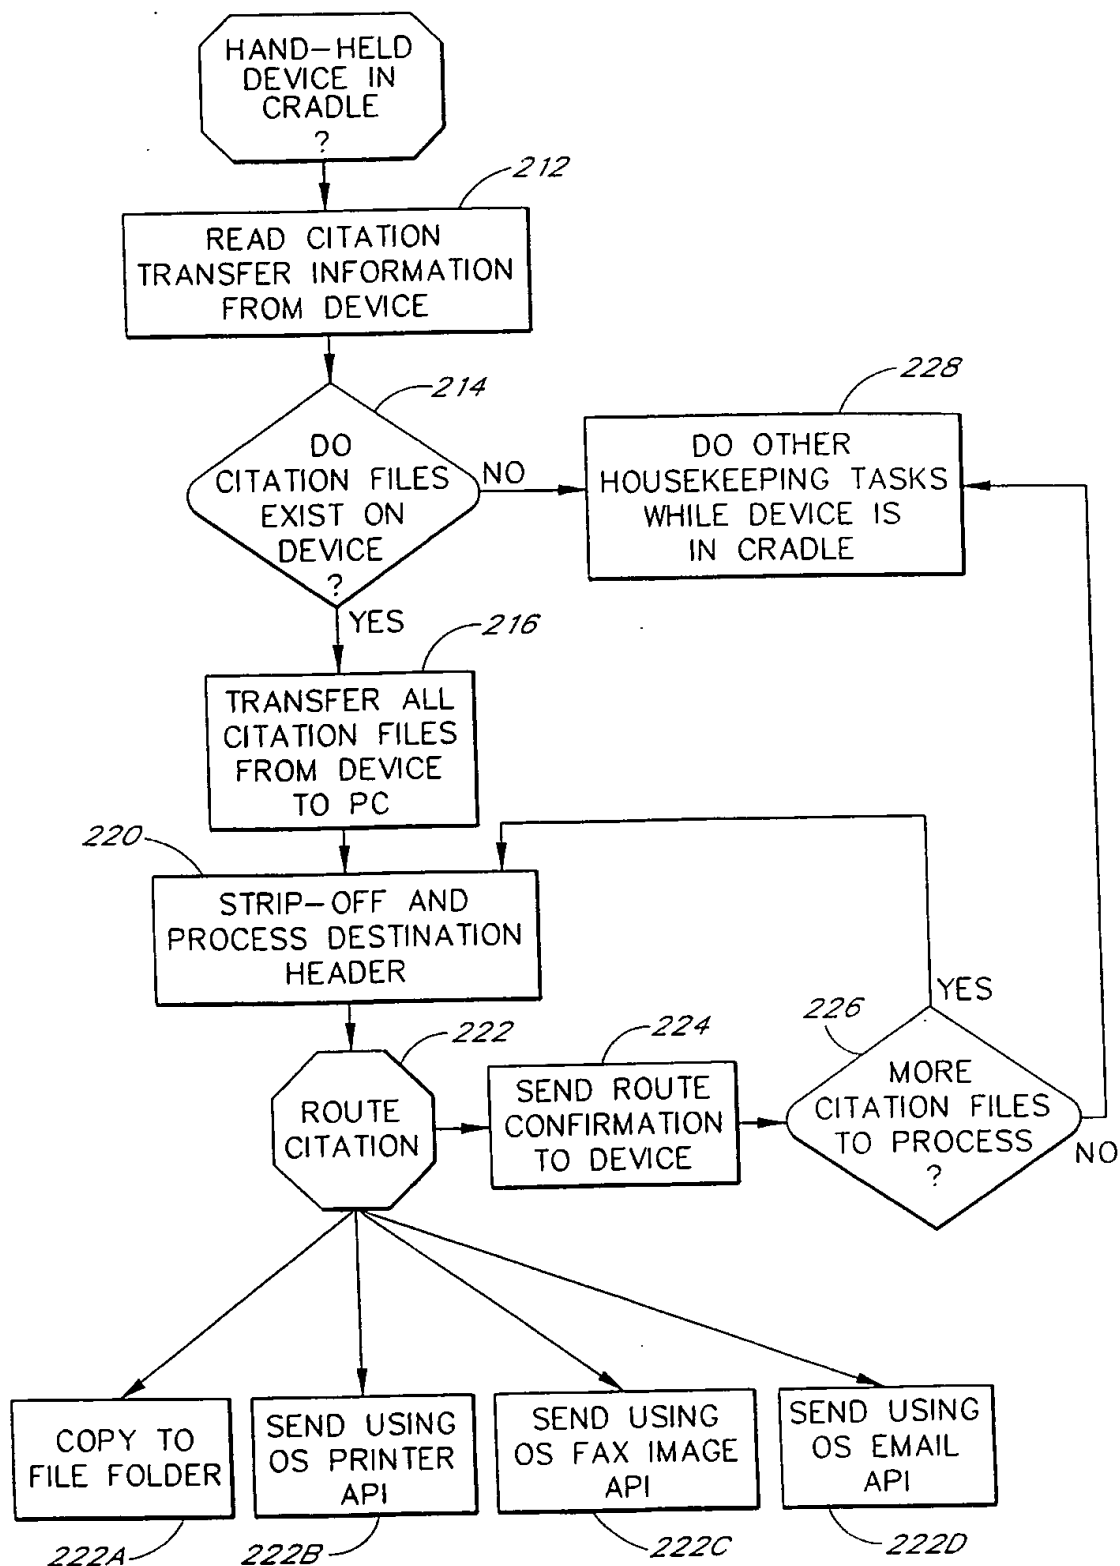 HAND-HELD
DEVICE IN
CRADLE
?
212
READ CITATION
TRANSFER INFORMATION
FROM DEVICE
214
DO
CITATION FILES
EXIST ON
DEVICE
?
NO
YES
228
DO OTHER
HOUSEKEEPING TASKS
WHILE DEVICE IS
IN CRADLE
216
TRANSFER ALL
CITATION FILES
FROM DEVICE
TO PC
220
STRIP-OFF AND
PROCESS DESTINATION
HEADER
222
ROUTE
CITATION
224
SEND ROUTE
CONFIRMATION
TO DEVICE
226
YES
MORE
CITATION FILES
TO PROCESS
?
NO
COPY TO
FILE FOLDER
222A
SEND USING
OS PRINTER
API
222B
SEND USING
OS FAX IMAGE
API
222C
SEND USING
OS EMAIL
API
222D